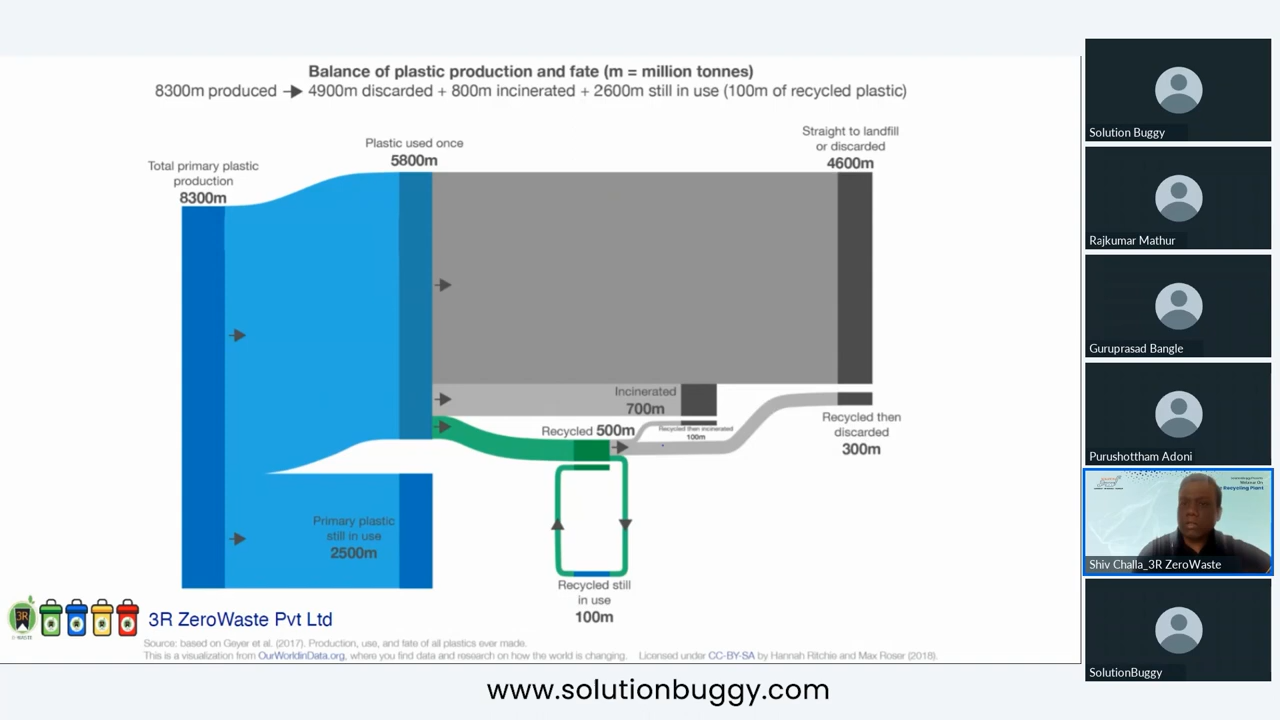 Balance of plastic production and fate (m = million tonnes)
8300m produced → 4900m discarded + 800m incinerated + 2600m still in use (100m of recycled plastic)
Total primary plastic
production
8300m
Plastic used once
5800m
Straight to landfill
or discarded
4600m
Incinerated
700m
Recycled then incinerated
100m
Recycled 500m
Recycled then
discarded
300m
Primary plastic
still in use
2500m
Recycled still
in use
100m
3R
3R ZeroWaste Pvt Ltd
Source: based on Geyer et al. (2017). Production, use, and fate of all plastics ever made.
This is a visualization from OurWorldinData.org, where you find data and research on how the world is changing. Licensed under CC-BY-SA by Hannah Ritchie and Max Roser (2018).
www.solutionbuggy.com
Solution Buggy
Rajkumar Mathur
Guruprasad Bangle
Purushottham Adoni
Webinar On
Recycling Plant
Shiv Challa_3R ZeroWaste
SolutionBuggy